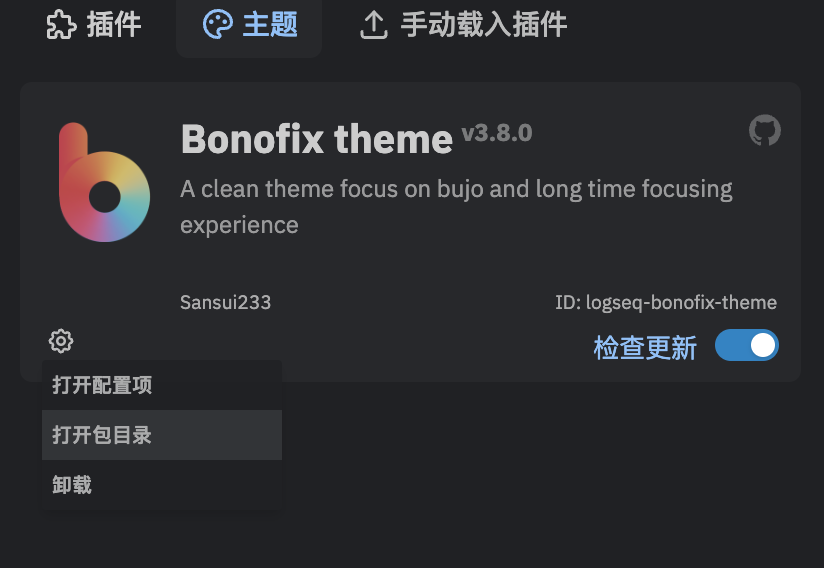 插件 主题 手动载入插件
Bonofix theme v3.8.0
A clean theme focus on bujo and long time focusing
experience
Sansui233 ID: logseq-bonofix-theme
检查更新
打开配置项
打开包目录
卸载